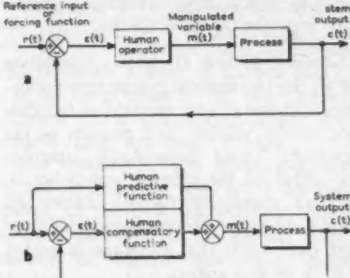 Reference input
or
forcing function
Manipulated
variable
stem
output
r(t)
ε(t)
Human
operator
m(t)
Process
c(t)
a
Human
predictive
function
System
output
b
r(t)
ε(t)
Human
compensatory
function
m(t)
Process
c(t)